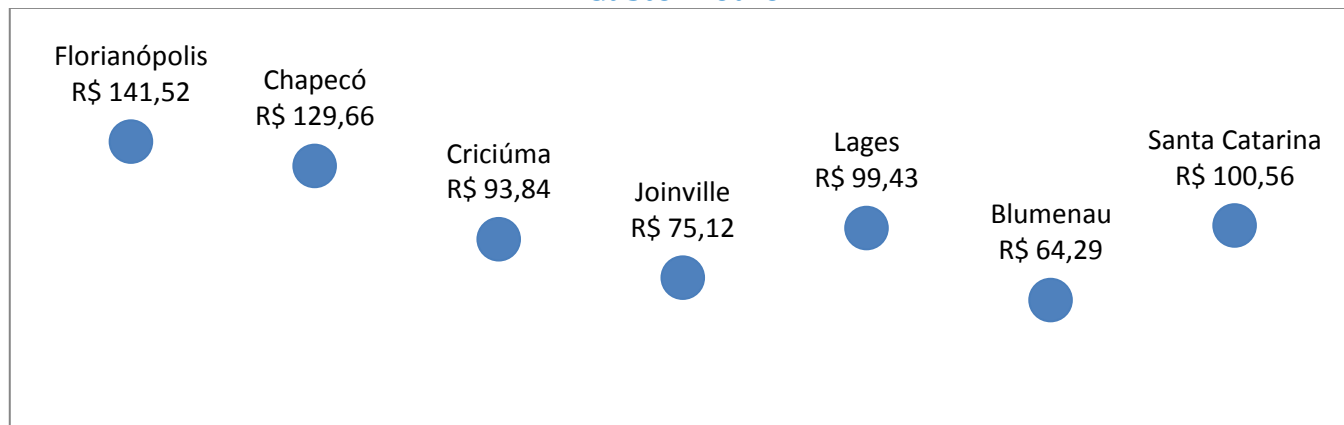 Florianópolis
R$ 141,52
Chapecó
R$ 129,66
Criciúma
R$ 93,84
Joinville
R$ 75,12
Lages
R$ 99,43
Blumenau
R$ 64,29
Santa Catarina
R$ 100,56